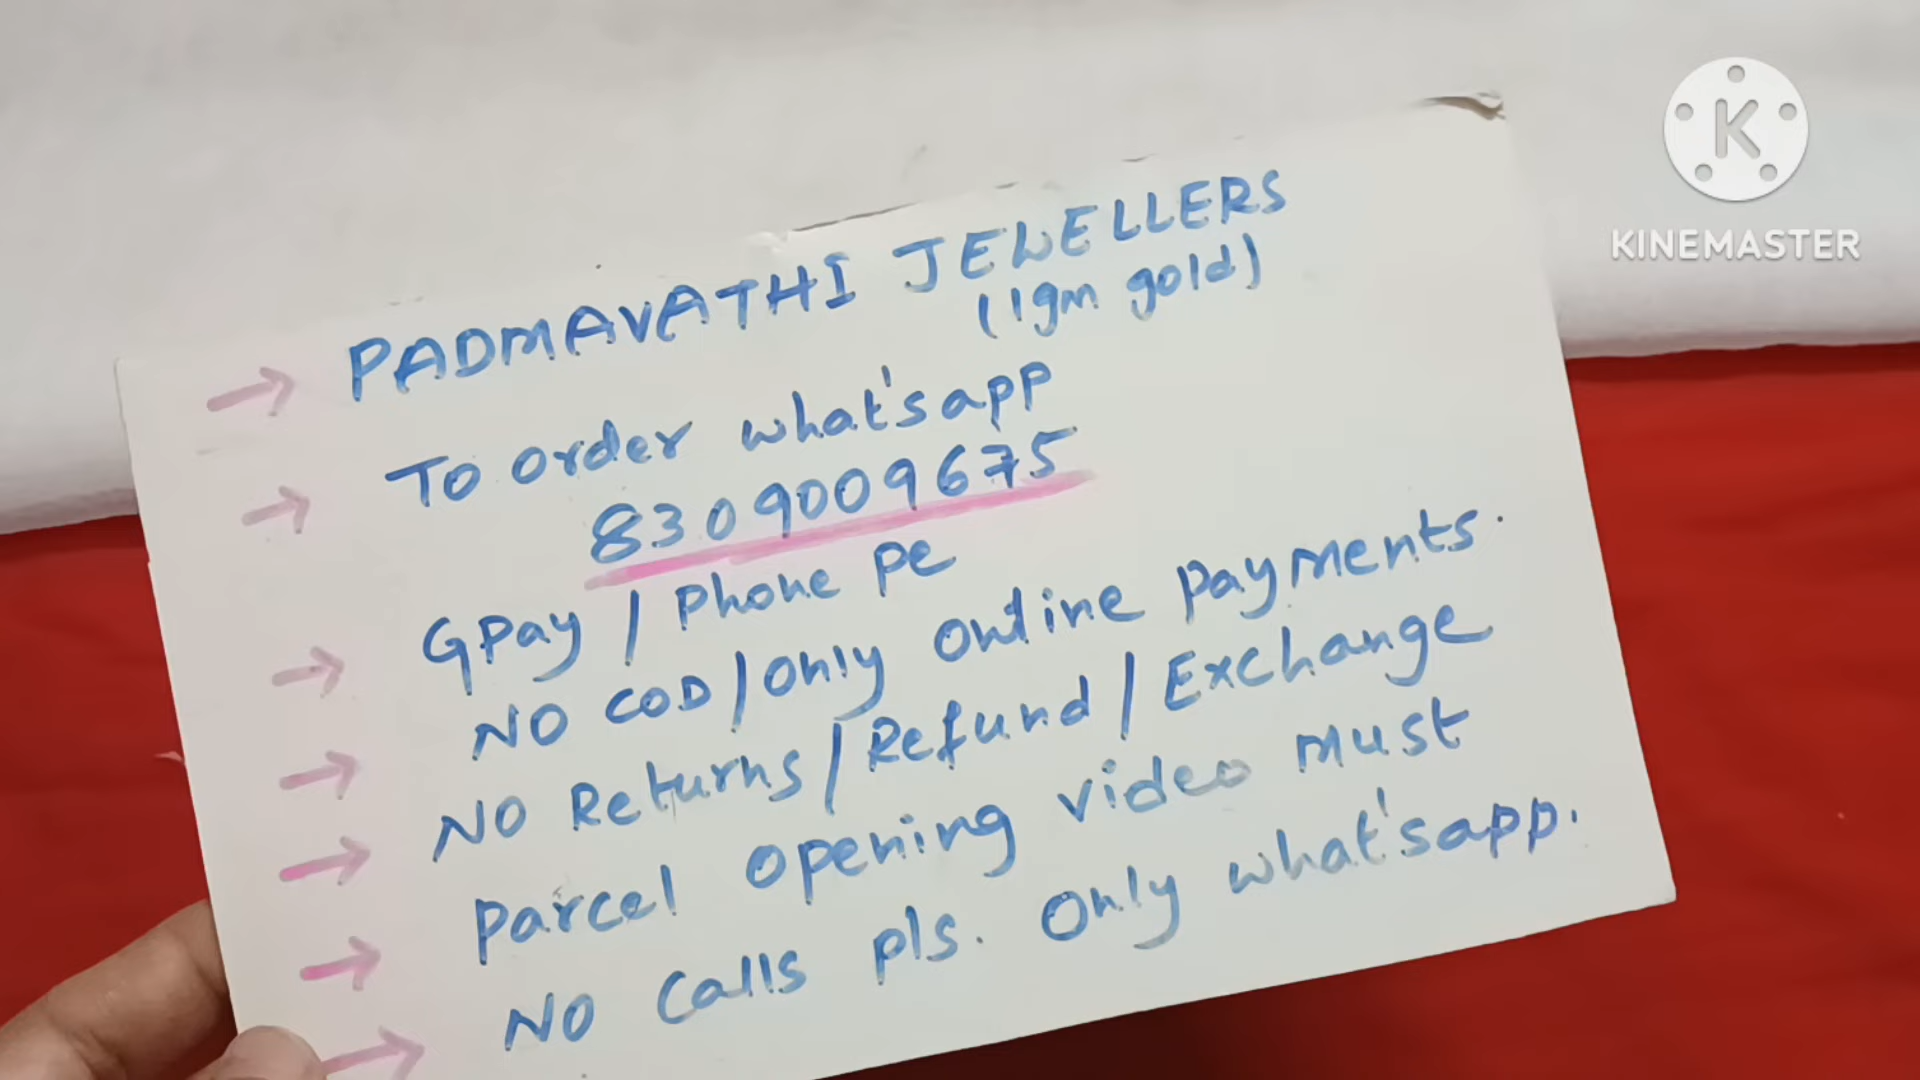 PADMAVATHI JEWELLERS
(1gm gold)
To order what'sapp
8309009675
GPay / Phone Pe
NO COD / only online payments.
NO Returns / Refund / Exchange
parcel opening video must
NO calls pls. Only what'sapp.
K
KINEMASTER